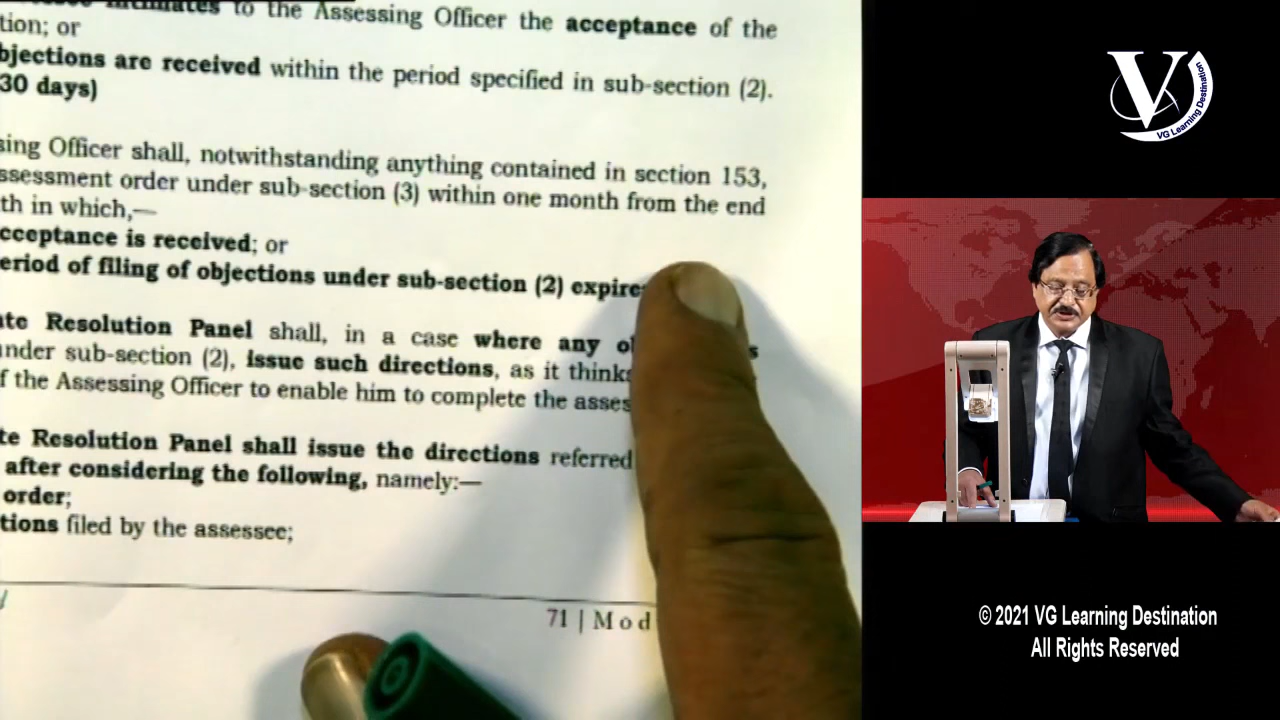 to the Assessing Officer the acceptance of the
tion; or
bjections are received within the period specified in sub-section (2).
30 days)
sing Officer shall, notwithstanding anything contained in section 153,
ssessment order under sub-section (3) within one month from the end
th in which,—
cceptance is received; or
eriod of filing of objections under sub-section (2) expire
te Resolution Panel shall, in a case where any o
under sub-section (2), issue such directions, as it thinks
f the Assessing Officer to enable him to complete the asses
te Resolution Panel shall issue the directions referred
after considering the following, namely:—
order;
tions filed by the assessee;
71 | Mod
V
VG Learning Destination
© 2021 VG Learning Destination
All Rights Reserved